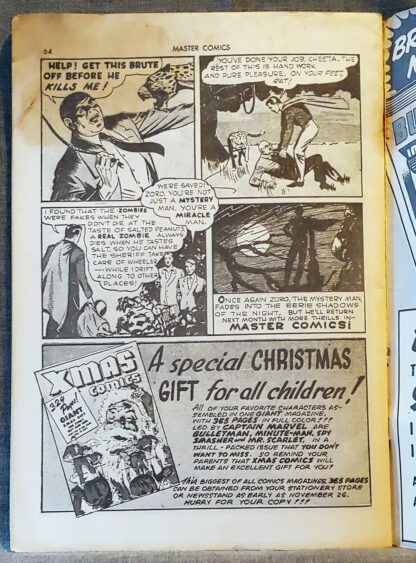 64
MASTER COMICS
HELP! GET THIS BRUTE
OFF BEFORE HE
KILLS ME!
YOU'VE DONE YOUR JOB, CHEETA. THE
REST OF THIS IS HAND WORK
AND PURE PLEASURE, ON YOUR FEET,
RAT!
I FOUND THAT THE ZOMBIES
WERE FAKES WHEN THEY
DIDN'T DIE AT THE
TASTE OF SALTED PEANUTS.
A REAL ZOMBIE ALWAYS
DIES WHEN HE TASTES
SALT, SO YOU CAN HAVE
THE SHERIFF TAKE
CARE OF WHEELER
---WHILE I DRIFT
ALONG TO OTHER
PLACES!
WE'RE SAVED!
ZORO, YOU'RE NOT
JUST A MYSTERY
MAN, YOU'RE A
MIRACLE
MAN.
ONCE AGAIN ZORO, THE MYSTERY MAN,
FADES INTO THE EERIE SOUNDS
OF THE NIGHT, BUT HE'LL RETURN
NEXT MONTH WITH MORE THRILLS IN--
MASTER COMICS!
XMAS
COMICS
324
GIANT
A special CHRISTMAS
GIFT for all children!
ALL OF YOUR FAVORITE CHARACTERS AS-
SEMBLED IN ONE GIANT MAGAZINE,
WITH 365 PAGES IN FULL COLOR!!!
LED BY CAPTAIN MARVEL ARE
BULLETMAN, MINUTE-MAN, SPY
SMASHER AND MR. SCARLET, IN A
THRILL-PACKED ISSUE THAT YOU DON'T
WANT TO MISS. SO REMIND YOUR
PARENTS THAT XMAS COMICS WILL
MAKE AN EXCELLENT GIFT FOR YOU!
This BIGGEST OF ALL COMICS MAGAZINES, 365 PAGES
CAN BE OBTAINED FROM YOUR STATIONERY STORE
OR NEWSSTAND AS EARLY AS NOVEMBER 26.
HURRY FOR YOUR COPY!!!